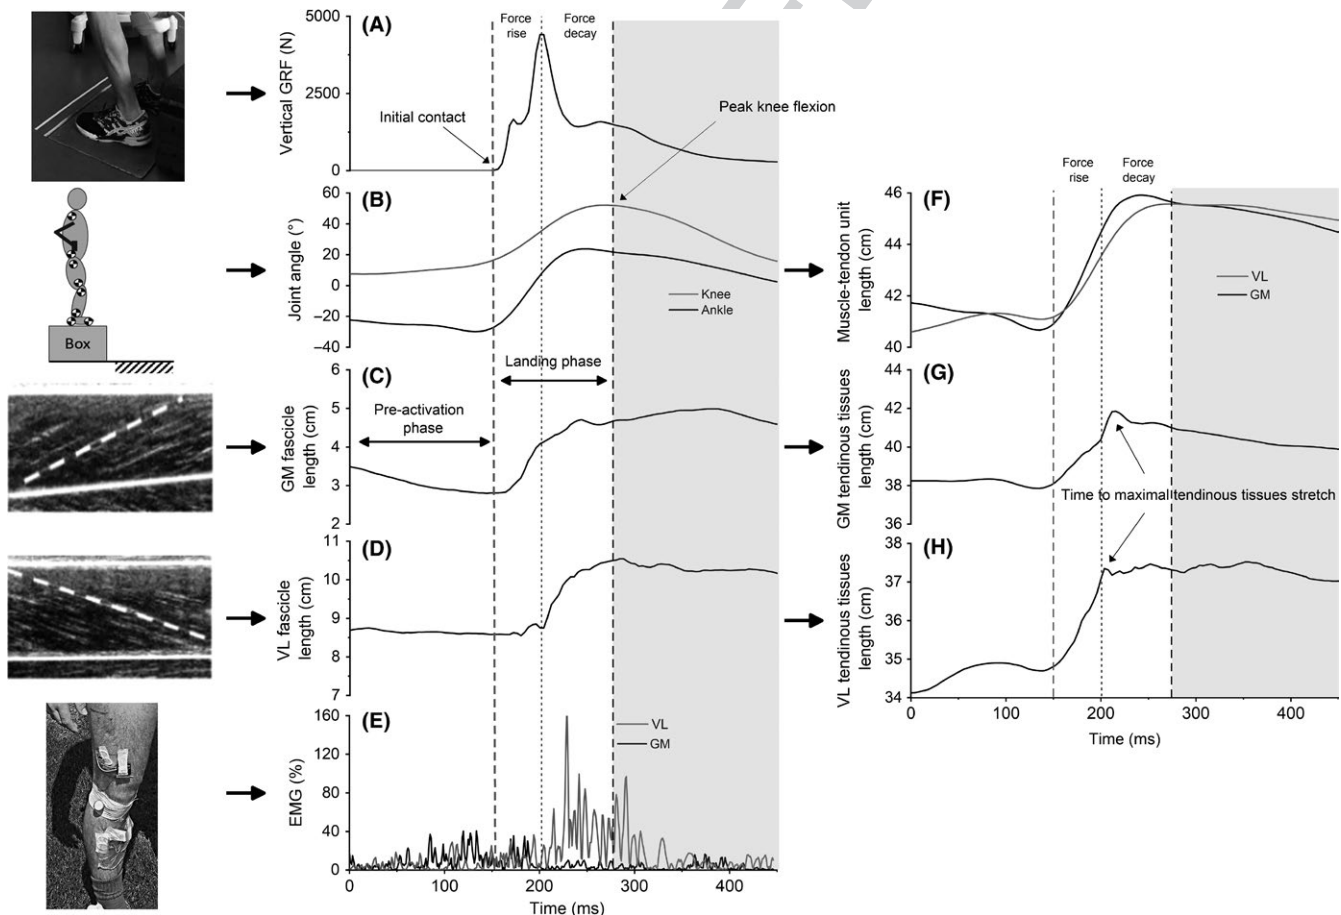 (A)
Force
rise
Force
decay
5000
2500
0
Vertical GRF (N)
Initial contact
Peak knee flexion
(B)
60
40
20
0
−20
−40
Joint angle (°)
Knee
Ankle
Box
Landing phase
(C)
6
5
4
3
2
GM fascicle
length (cm)
Pre-activation
phase
(D)
11
10
9
8
7
VL fascicle
length (cm)
(E)
160
120
80
40
0
EMG (%)
VL
GM
0
100
200
300
400
Time (ms)
Force
rise
Force
decay
(F)
46
44
42
40
Muscle-tendon unit
length (cm)
VL
GM
(G)
44
42
40
38
36
GM tendinous tissues
length (cm)
Time to maximal tendinous tissues stretch
(H)
38
37
35
34
VL tendinous tissues
length (cm)
0
100
200
300
400
Time (ms)